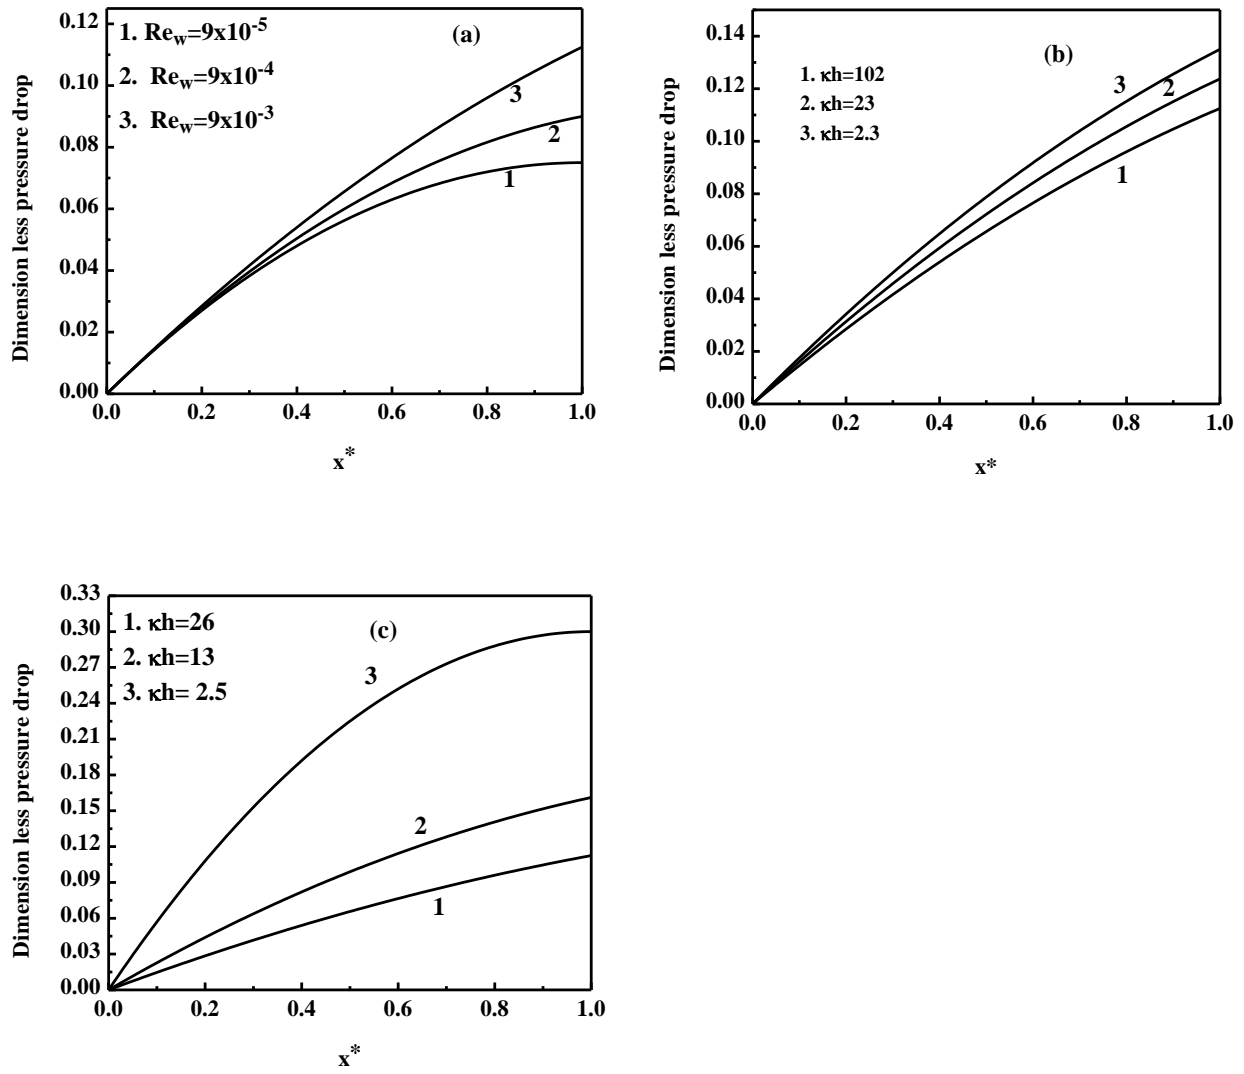 (a)
1. Re_w=9x10^-5
2. Re_w=9x10^-4
3. Re_w=9x10^-3
Dimension less pressure drop
0.12
0.10
0.08
0.06
0.04
0.02
0.00
3
2
1
0.0 0.2 0.4 0.6 0.8 1.0
x*
(b)
1. κh=102
2. κh=23
3. κh=2.3
Dimension less pressure drop
0.14
0.12
0.10
0.08
0.06
0.04
0.02
0.00
3
2
1
0.0 0.2 0.4 0.6 0.8 1.0
x*
(c)
1. κh=26
2. κh=13
3. κh= 2.5
Dimension less pressure drop
0.33
0.30
0.27
0.24
0.21
0.18
0.15
0.12
0.09
0.06
0.03
0.00
3
2
1
0.0 0.2 0.4 0.6 0.8 1.0
x*